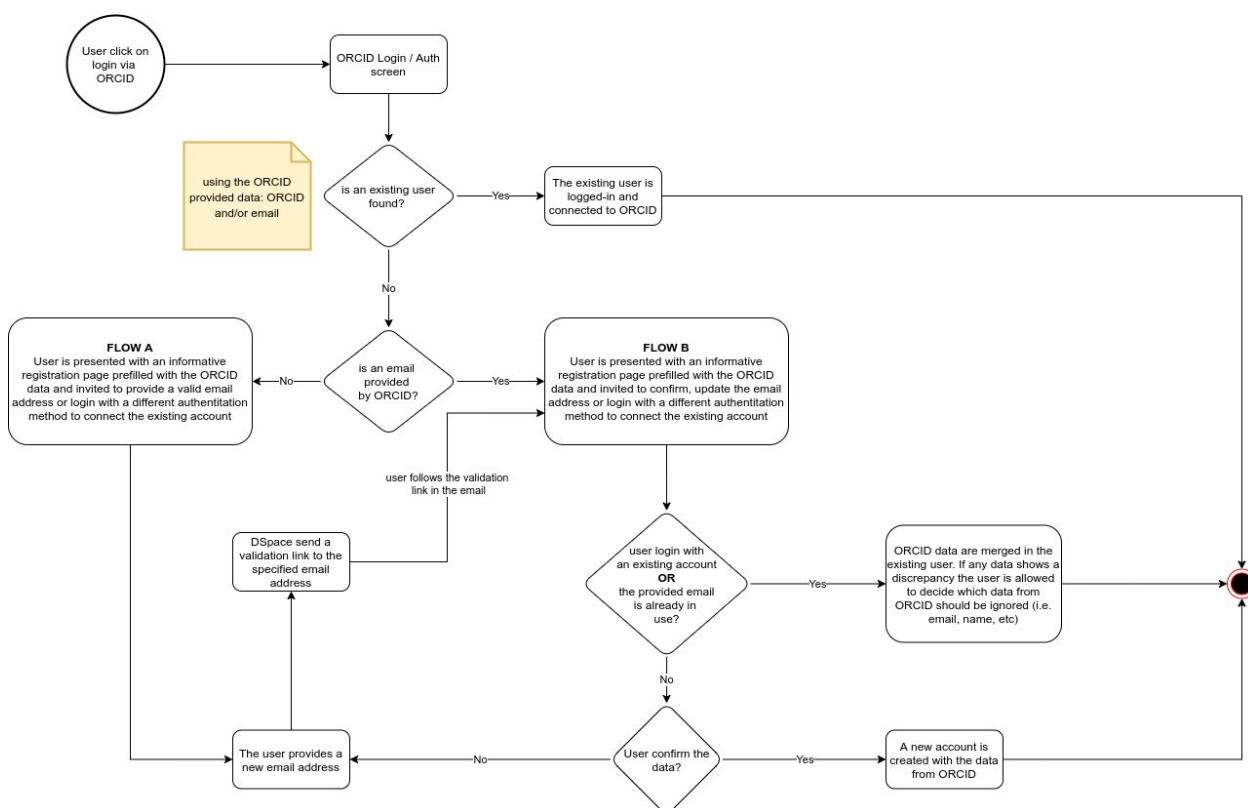 User click on
login via
ORCID
ORCID Login / Auth
screen
using the ORCID
provided data: ORCID
and/or email
is an existing user
found?
Yes
The existing user is
logged-in and
connected to ORCID
No
FLOW A
User is presented with an informative
registration page prefilled with the ORCID
data and invited to provide a valid email
address or login with a different authentitation
method to connect the existing account
No
is an email
provided
by ORCID?
Yes
FLOW B
User is presented with an informative
registration page prefilled with the ORCID
data and invited to confirm, update the email
address or login with a different authentitation
method to connect the existing account
user follows the validation
link in the email
DSpace send a
validation link to the
specified email
address
user login with
an existing account
OR
the provided email
is already in
use?
Yes
ORCID data are merged in the
existing user. If any data shows a
discrepancy the user is allowed
to decide which data from
ORCID should be ignored (i.e.
email, name, etc)
No
The user provides a
new email address
No
User confirm the
data?
Yes
A new account is
created with the data
from ORCID